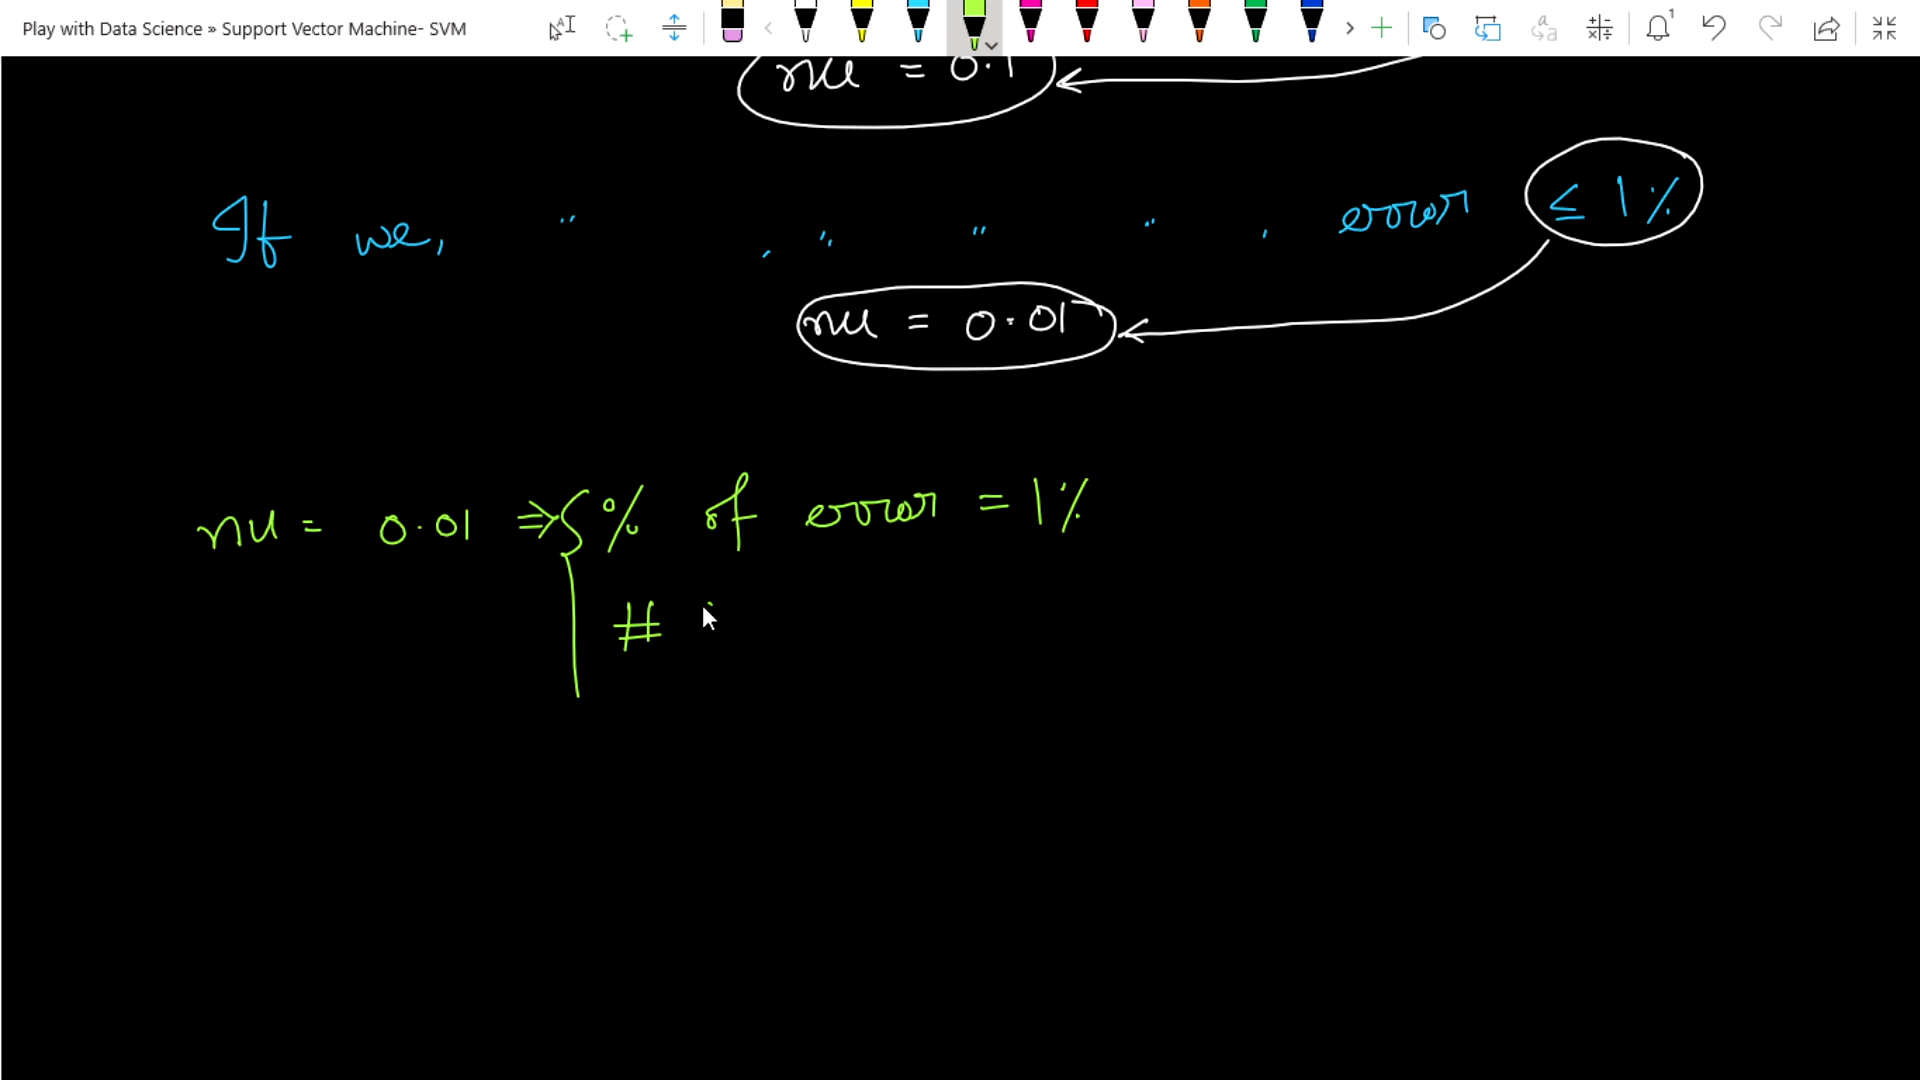 Play with Data Science » Support Vector Machine- SVM
nu = 0.1
If we, " , " " " , error ≤ 1%
nu = 0.01
nu = 0.01 ⇒ { % of error = 1%
#